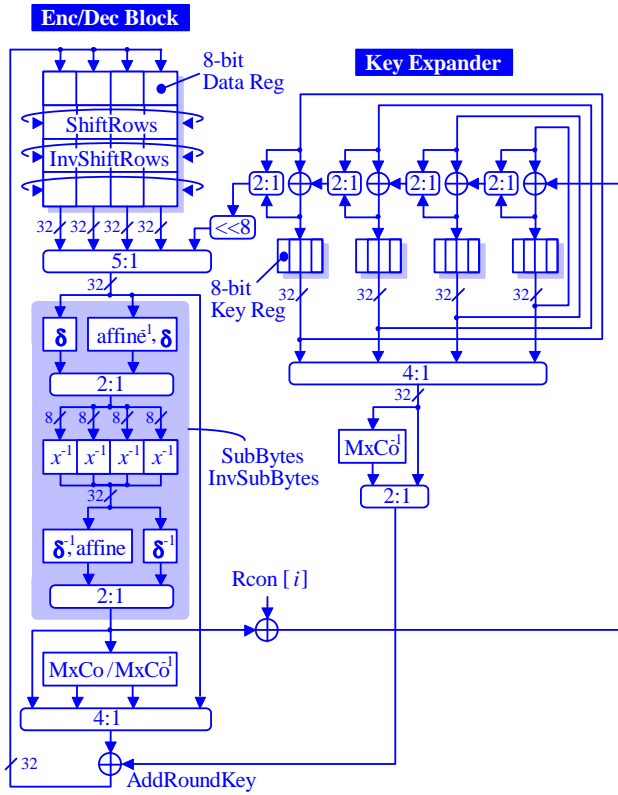 Enc/Dec Block
8-bit
Data Reg
Key Expander
ShiftRows
InvShiftRows
2:1
2:1
2:1
2:1
32
32
32
32
<<8
5:1
8-bit
Key Reg
32
32
32
32
32
δ
affine-1, δ
4:1
2:1
32
8
8
8
8
MxCo-1
x-1
x-1
x-1
x-1
SubBytes
InvSubBytes
2:1
32
δ-1, affine
δ-1
2:1
Rcon [i]
MxCo/MxCo-1
4:1
32
AddRoundKey